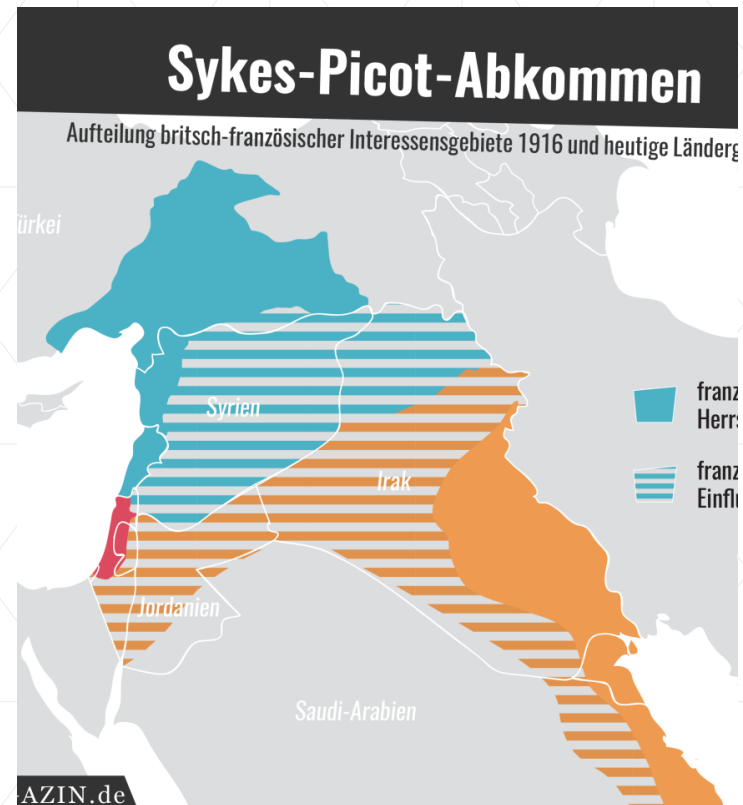 Sykes-Picot-Abkommen
Aufteilung britsch-französischer Interessensgebiete 1916 und heutige Länderg
ürkei
franz
Herrs
Syrien
franz
Einflu
Irak
Jordanien
Saudi-Arabien
AZIN.de